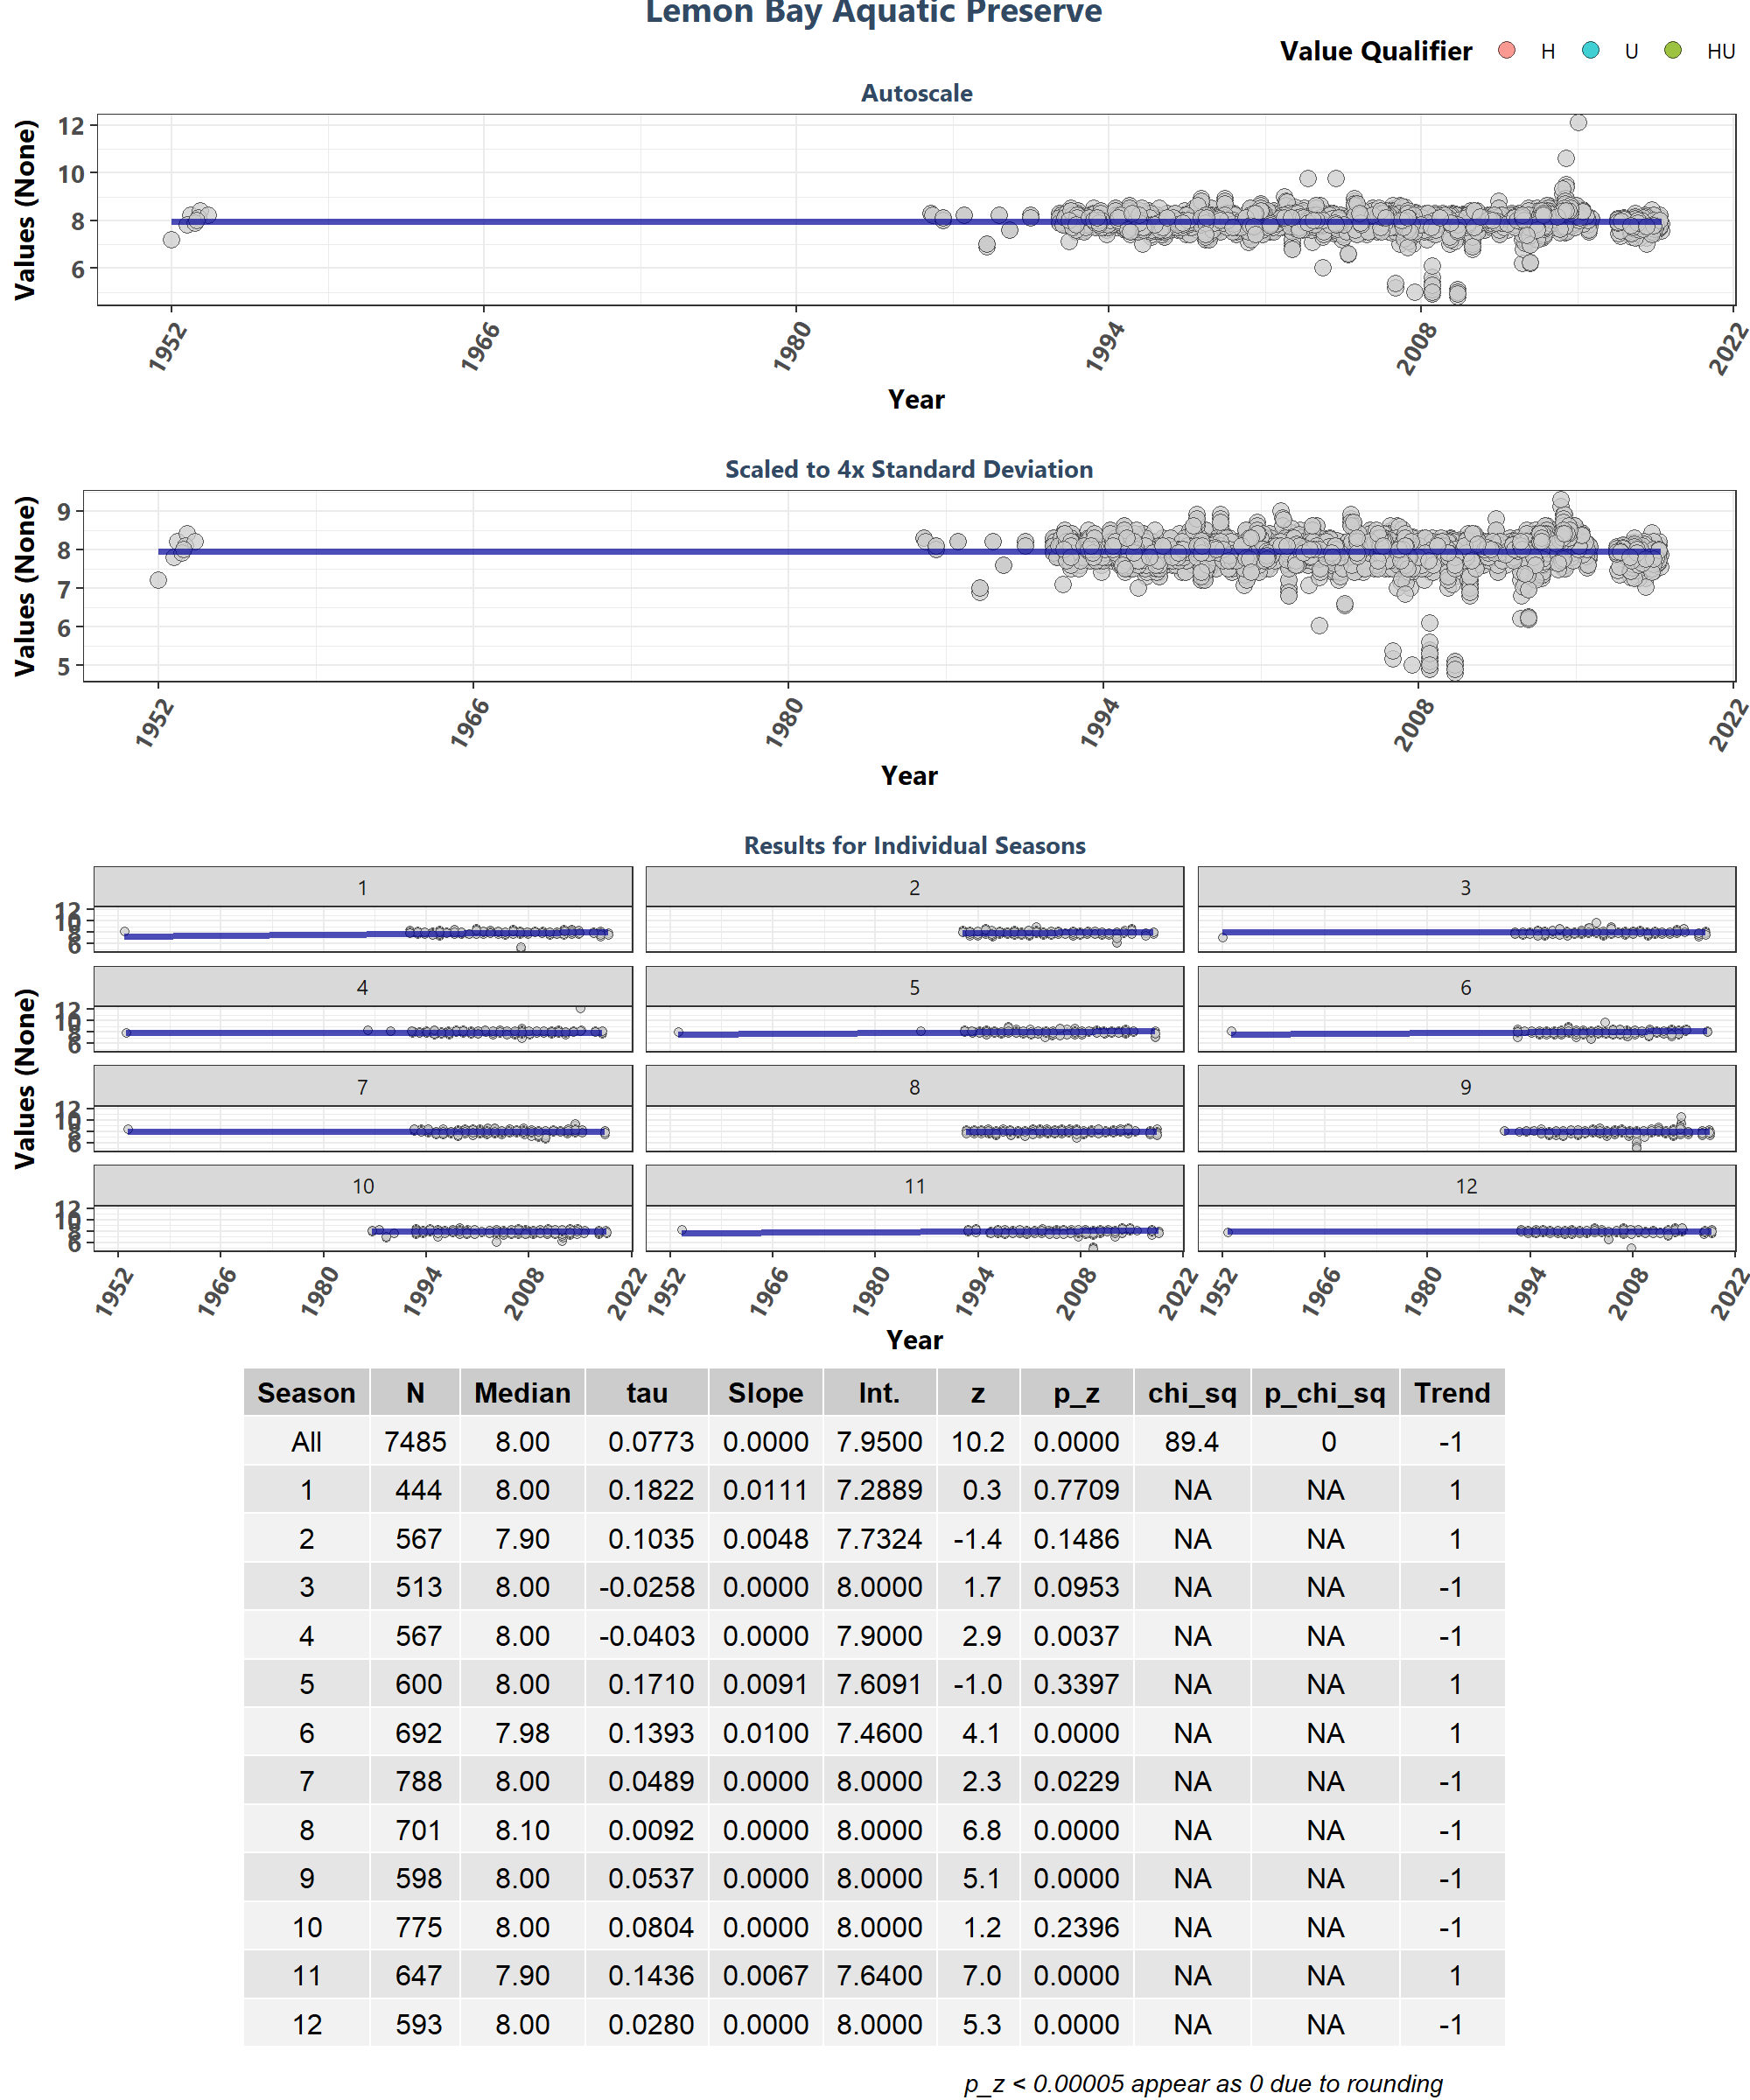 Lemon Bay Aquatic Preserve
Value Qualifier H U HU
Autoscale
Values (None)
12
10
8
6
1952 1966 1980 1994 2008 2022
Year
Scaled to 4x Standard Deviation
Values (None)
9
8
7
6
5
1952 1966 1980 1994 2008 2022
Year
Results for Individual Seasons
Values (None)
1 2 3
12
10
8
6
4 5 6
12
10
8
6
7 8 9
12
10
8
6
10 11 12
12
10
8
6
1952 1966 1980 1994 2008 2022 1952 1966 1980 1994 2008 2022 1952 1966 1980 1994 2008 2022
Year
Season N Median tau Slope Int. z p_z chi_sq p_chi_sq Trend
All 7485 8.00 0.0773 0.0000 7.9500 10.2 0.0000 89.4 0 -1
1 444 8.00 0.1822 0.0111 7.2889 0.3 0.7709 NA NA 1
2 567 7.90 0.1035 0.0048 7.7324 -1.4 0.1486 NA NA 1
3 513 8.00 -0.0258 0.0000 8.0000 1.7 0.0953 NA NA -1
4 567 8.00 -0.0403 0.0000 7.9000 2.9 0.0037 NA NA -1
5 600 8.00 0.1710 0.0091 7.6091 -1.0 0.3397 NA NA 1
6 692 7.98 0.1393 0.0100 7.4600 4.1 0.0000 NA NA 1
7 788 8.00 0.0489 0.0000 8.0000 2.3 0.0229 NA NA -1
8 701 8.10 0.0092 0.0000 8.0000 6.8 0.0000 NA NA -1
9 598 8.00 0.0537 0.0000 8.0000 5.1 0.0000 NA NA -1
10 775 8.00 0.0804 0.0000 8.0000 1.2 0.2396 NA NA -1
11 647 7.90 0.1436 0.0067 7.6400 7.0 0.0000 NA NA 1
12 593 8.00 0.0280 0.0000 8.0000 5.3 0.0000 NA NA -1
p_z < 0.00005 appear as 0 due to rounding